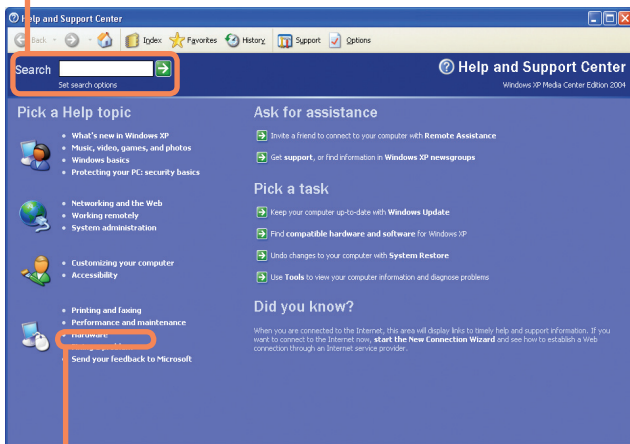 Help and Support Center
Back
Index
Favorites
History
Support
Options
Search
Set search options
Help and Support Center
Windows XP Media Center Edition 2004
Pick a Help topic
What's new in Windows XP
Music, video, games, and photos
Windows basics
Protecting your PC: security basics
Networking and the Web
Working remotely
System administration
Customizing your computer
Accessibility
Printing and faxing
Performance and maintenance
Hardware
Send your feedback to Microsoft
Ask for assistance
Invite a friend to connect to your computer with Remote Assistance
Get support, or find information in Windows XP newsgroups
Pick a task
Keep your computer up-to-date with Windows Update
Find compatible hardware and software for Windows XP
Undo changes to your computer with System Restore
Use Tools to view your computer information and diagnose problems
Did you know?
When you are connected to the Internet, this area will display links to timely help and support information. If you
want to connect to the Internet now, start the New Connection Wizard and see how to establish a Web
connection through an Internet service provider.